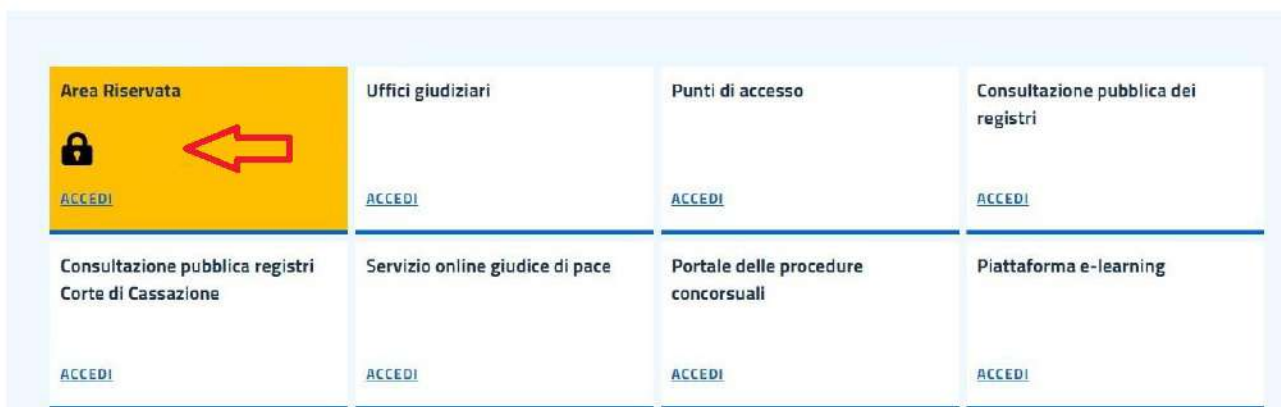 Area Riservata
ACCEDI
Uffici giudiziari
ACCEDI
Punti di accesso
ACCEDI
Consultazione pubblica dei
registri
ACCEDI
Consultazione pubblica registri
Corte di Cassazione
ACCEDI
Servizio online giudice di pace
ACCEDI
Portale delle procedure
concorsuali
ACCEDI
Piattaforma e-learning
ACCEDI